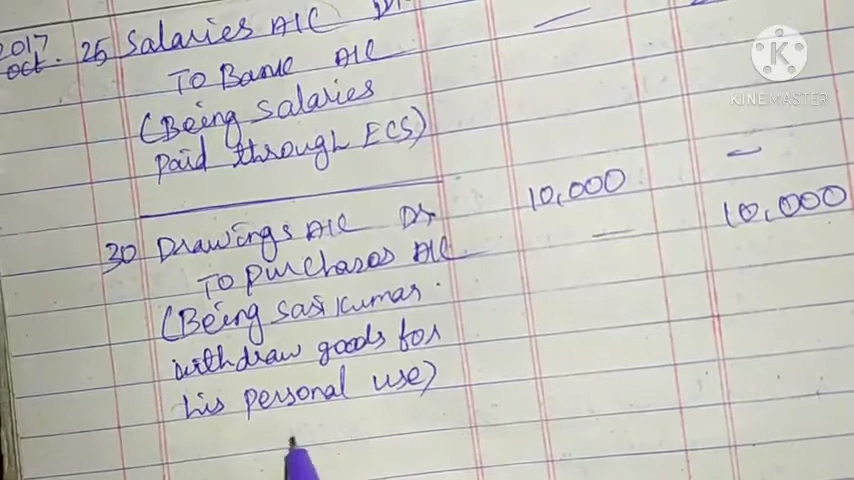 2017
Oct. 25 Salaries A/C Dr
To Bank A/C
(Being salaries
paid through ECS)
30 Drawings A/C Dr 10,000 -
To purchases A/C - 10,000
(Being Sasi Kumar
withdraw goods for
his personal use)
KINEMASTER